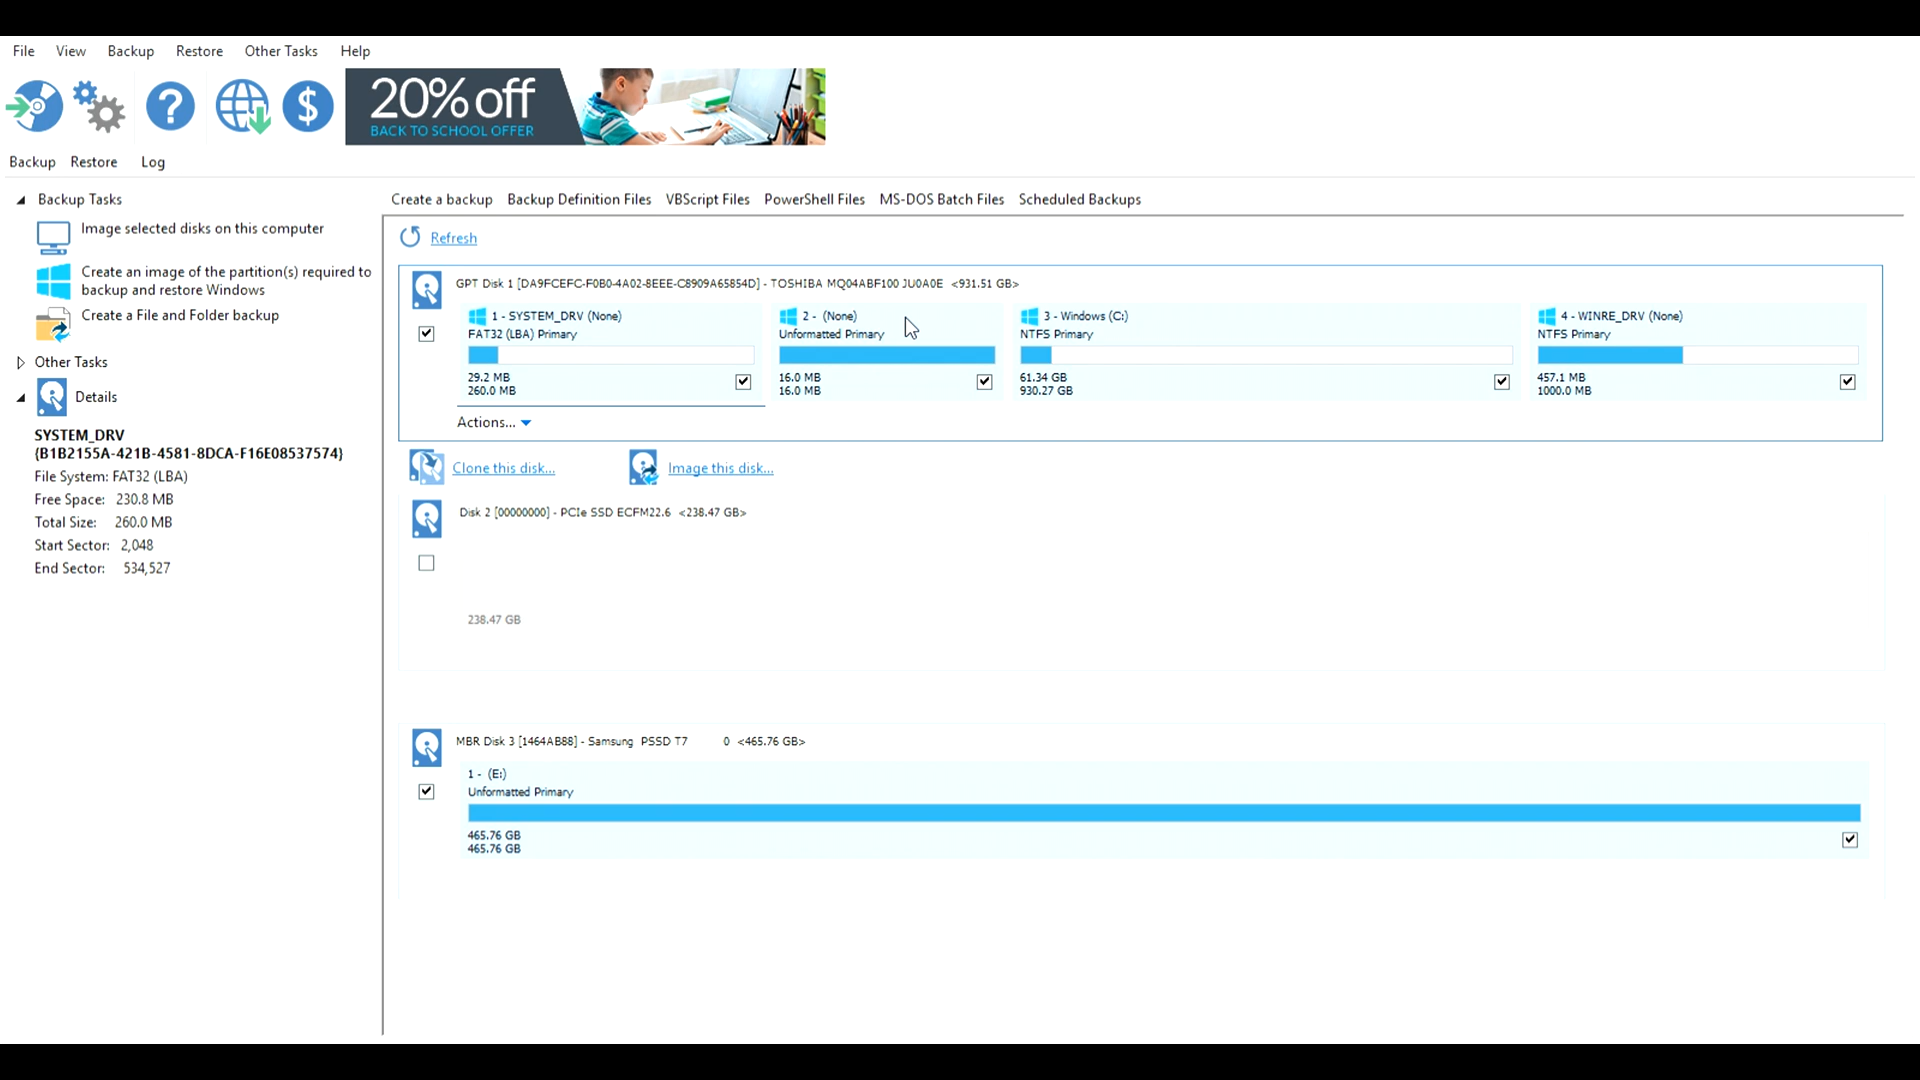 File View Backup Restore Other Tasks Help
20% off
BACK TO SCHOOL OFFER
Backup Restore Log
Backup Tasks
Image selected disks on this computer
Create an image of the partition(s) required to
backup and restore Windows
Create a File and Folder backup
Other Tasks
Details
SYSTEM_DRV
{B1B2155A-421B-4581-8DCA-F16E08537574}
File System: FAT32 (LBA)
Free Space: 230.8 MB
Total Size: 260.0 MB
Start Sector: 2,048
End Sector: 534,527
Create a backup Backup Definition Files VBScript Files PowerShell Files MS-DOS Batch Files Scheduled Backups
Refresh
GPT Disk 1 [DA9FCEFC-F0B0-4A02-8EEE-C8909A65854D] - TOSHIBA MQ04ABF100 JU0A0E <931.51 GB>
1 - SYSTEM_DRV (None)
FAT32 (LBA) Primary
29.2 MB
260.0 MB
2 - (None)
Unformatted Primary
16.0 MB
16.0 MB
3 - Windows (C:)
NTFS Primary
61.34 GB
930.27 GB
4 - WINRE_DRV (None)
NTFS Primary
457.1 MB
1000.0 MB
Actions...
Clone this disk... Image this disk...
Disk 2 [00000000] - PCIe SSD ECFM22.6 <238.47 GB>
238.47 GB
MBR Disk 3 [1464AB88] - Samsung PSSD T7 0 <465.76 GB>
1 - (E:)
Unformatted Primary
465.76 GB
465.76 GB